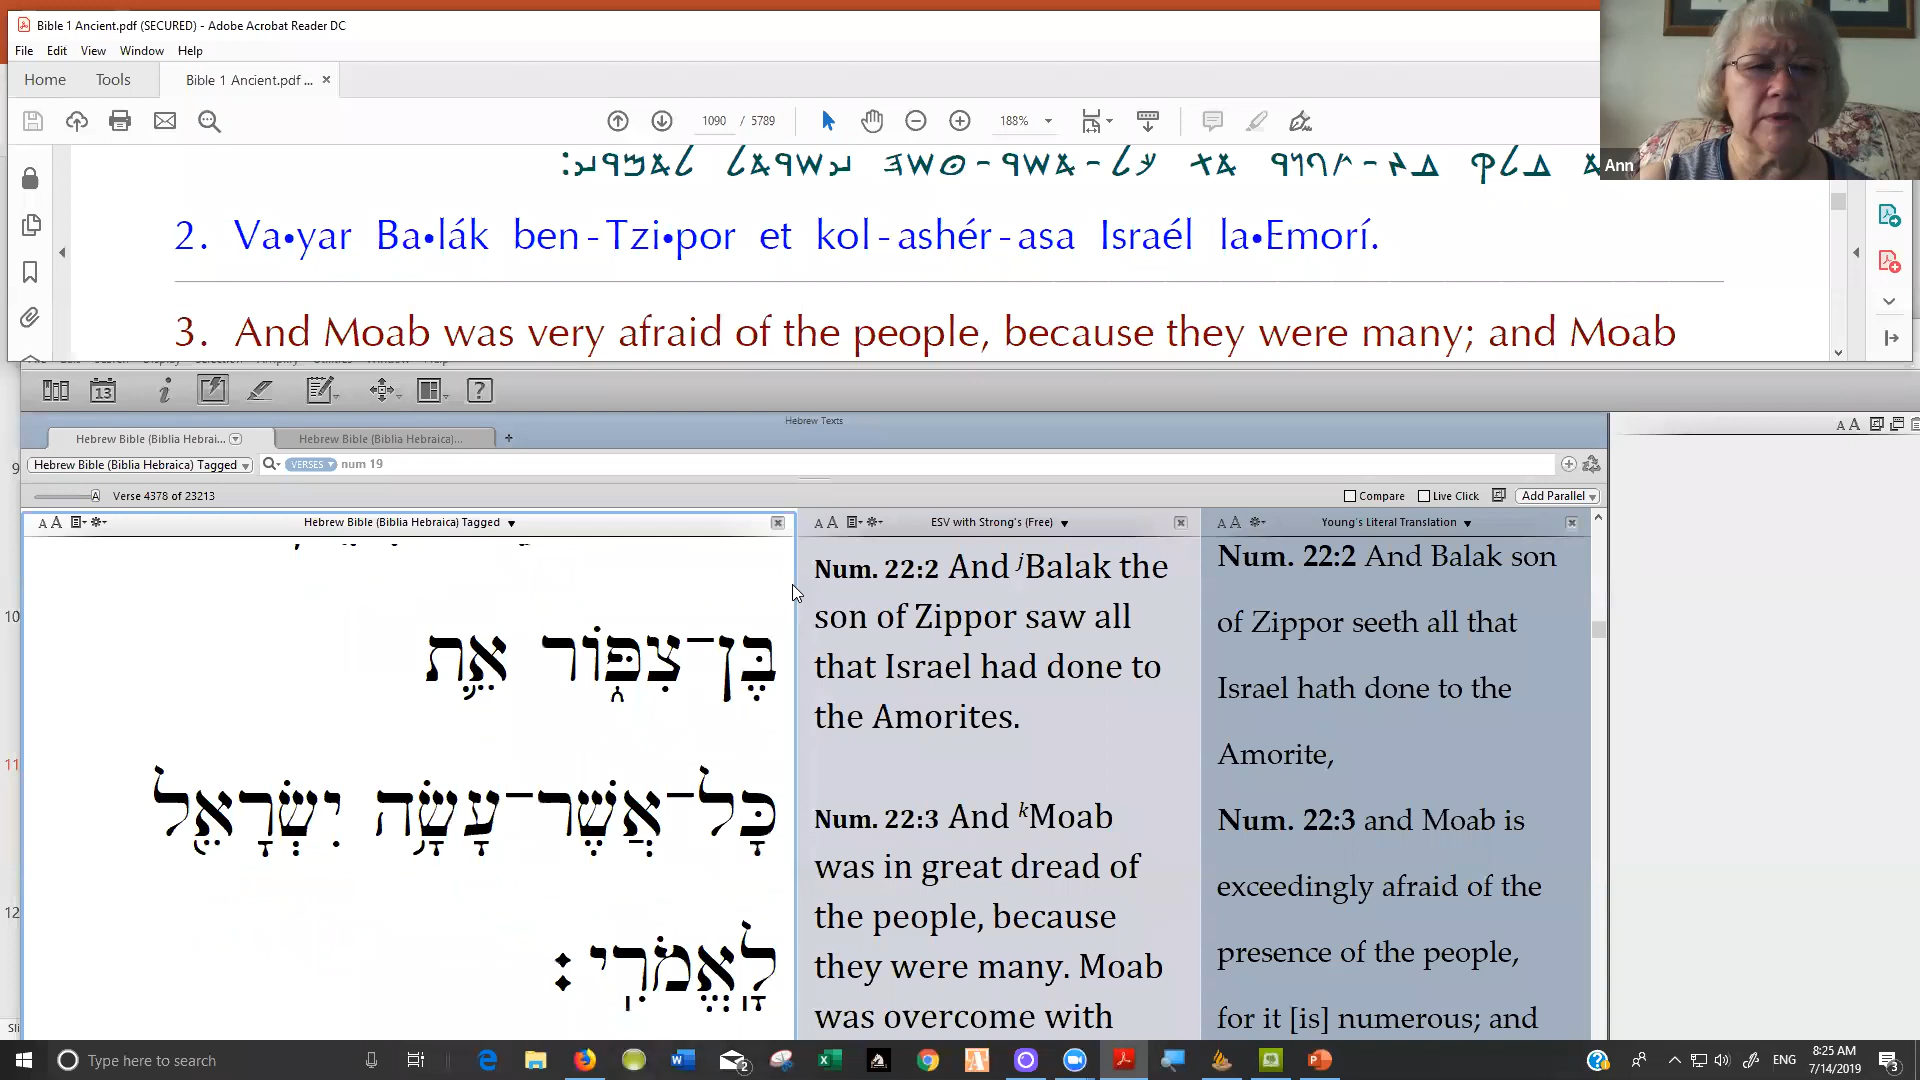 Bible 1 Ancient.pdf (SECURED) - Adobe Acrobat Reader DC
File Edit View Window Help
Home Tools Bible 1 Ancient.pdf ... ×
1090 / 5789 188%
Ann
2. Va•yar Ba•lák ben-Tzi•por et kol-ashér-asa Israél la•Emorí.
3. And Moab was very afraid of the people, because they were many; and Moab
13
Hebrew Texts
Hebrew Bible (Biblia Hebrai... Hebrew Bible (Biblia Hebraica)... +
Hebrew Bible (Biblia Hebraica) Tagged VERSES num 19
Verse 4378 of 23213 Compare Live Click Add Parallel
Hebrew Bible (Biblia Hebraica) Tagged
בֶּן־צִפּ֑וֹר אֵ֛ת
כָּל־אֲשֶׁר־עָשָׂ֥ה יִשְׂרָאֵ֖ל
לָֽאֱמֹרִֽי׃
ESV with Strong's (Free)
Num. 22:2 And jBalak the
son of Zippor saw all
that Israel had done to
the Amorites.
Num. 22:3 And kMoab
was in great dread of
the people, because
they were many. Moab
was overcome with
Young's Literal Translation
Num. 22:2 And Balak son
of Zippor seeth all that
Israel hath done to the
Amorite,
Num. 22:3 and Moab is
exceedingly afraid of the
presence of the people,
for it [is] numerous; and
9
10
11
12
Type here to search
ENG
8:25 AM
7/14/2019